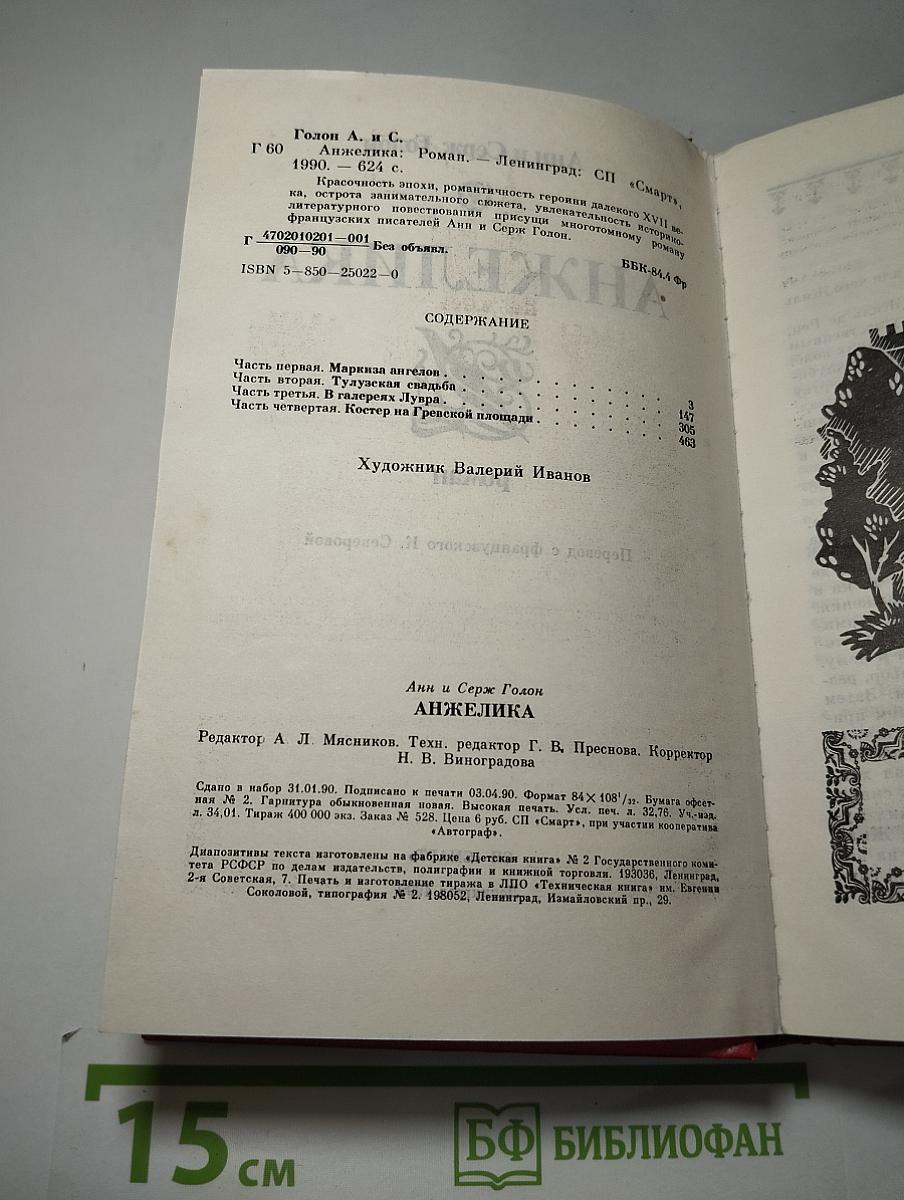 Голон А. и С.
Г 60 Анжелика: Роман. — Ленинград: СП «Смарт»,
1990. — 624 с.
Красочность эпохи, романтичность героини далекого XVII ве-
ка, острота занимательного сюжета, увлекательность историко-
литературного повествования присущи многотомному роману
французских писателей Анн и Серж Голон.
Г 4702010201—001
090—90
Без объявл.
ББК-84.4 Фр
ISBN 5—850—25022—0
СОДЕРЖАНИЕ
Часть первая. Маркиза ангелов . . . . . . . . . . . 3
Часть вторая. Тулузская свадьба . . . . . . . . . . 147
Часть третья. В галереях Лувра . . . . . . . . . . . 305
Часть четвертая. Костер на Гревской площади . . . . . . . 463
Художник Валерий Иванов
роман
Перевод с французского К. Северовой
АНЖЕЛИКА
Анн и Серж Голон
АНЖЕЛИКА
Редактор А. Л. Мясников. Техн. редактор Г. В. Преснова. Корректор
Н. В. Виноградова
Сдано в набор 31.01.90. Подписано к печати 03.04.90. Формат 84×108¹/₃₂. Бумага офсет-
ная № 2. Гарнитура обыкновенная новая. Высокая печать. Усл. печ. л. 32,76. Уч.-изд.
л. 34,01. Тираж 400 000 экз. Заказ № 528. Цена 6 руб. СП «Смарт», при участии кооператива
«Автограф».
Диапозитивы текста изготовлены на фабрике «Детская книга» № 2 Государственного коми-
тета РСФСР по делам издательств, полиграфии и книжной торговли. 193036, Ленинград,
2-я Советская, 7. Печать и изготовление тиража в ЛПО «Техническая книга» им. Евгении
Соколовой, типография № 2. 198052, Ленинград, Измайловский пр., 29.
15 см
БФ БИБЛИОФАН